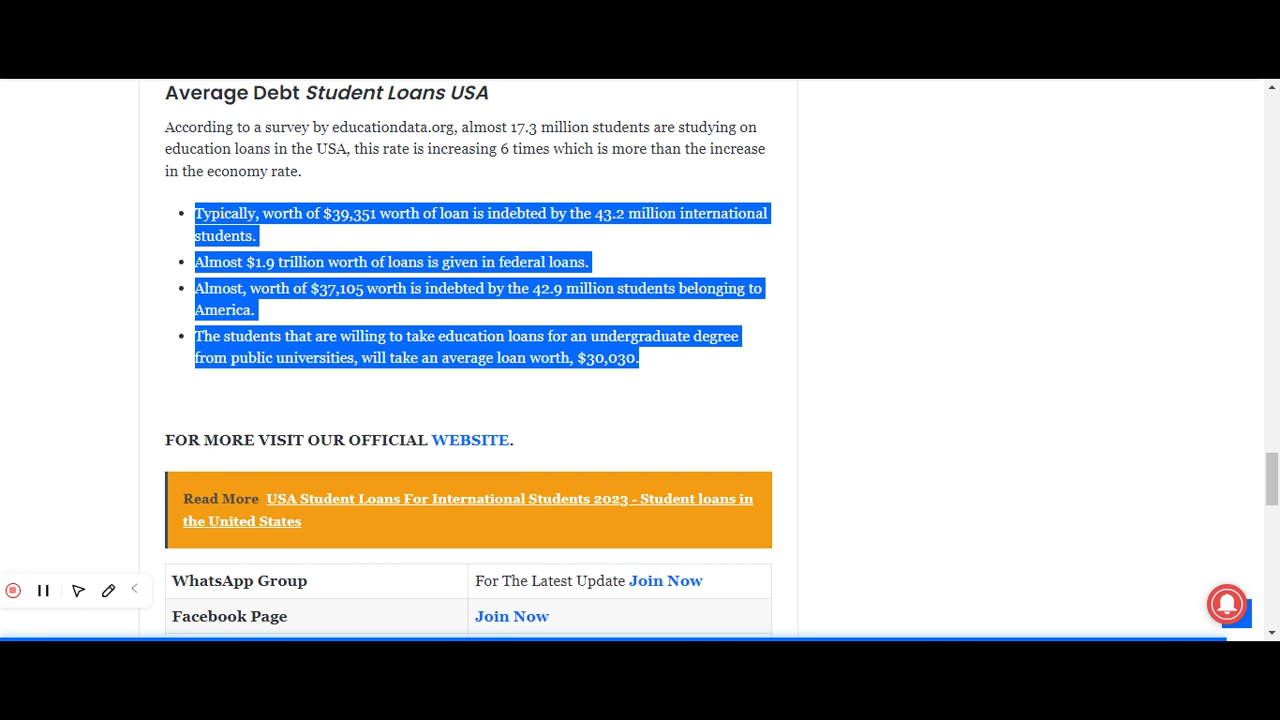 Average Debt Student Loans USA
According to a survey by educationdata.org, almost 17.3 million students are studying on
education loans in the USA, this rate is increasing 6 times which is more than the increase
in the economy rate.
Typically, worth of $39,351 worth of loan is indebted by the 43.2 million international
students.
Almost $1.9 trillion worth of loans is given in federal loans.
Almost, worth of $37,105 worth is indebted by the 42.9 million students belonging to
America.
The students that are willing to take education loans for an undergraduate degree
from public universities, will take an average loan worth, $30,030.
FOR MORE VISIT OUR OFFICIAL WEBSITE.
Read More USA Student Loans For International Students 2023 - Student loans in
the United States
WhatsApp Group For The Latest Update Join Now
Facebook Page Join Now